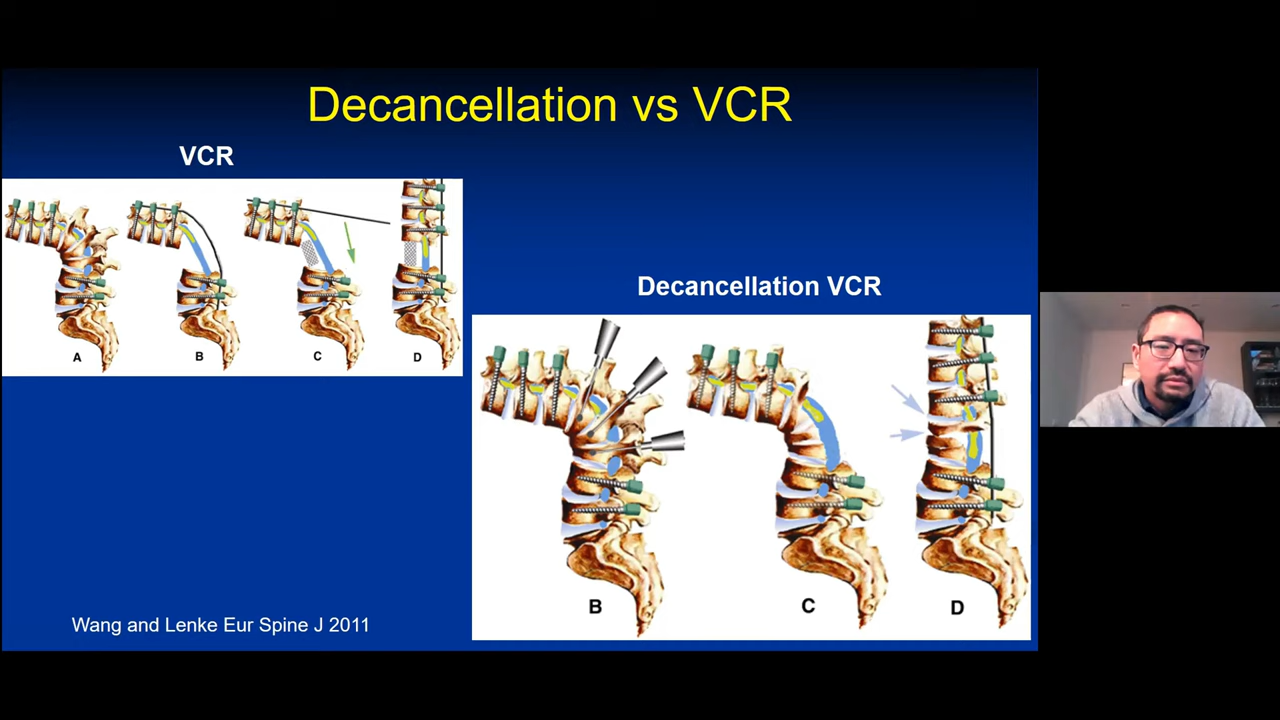 Decancellation vs VCR
VCR
A B C D
Decancellation VCR
B C D
Wang and Lenke Eur Spine J 2011